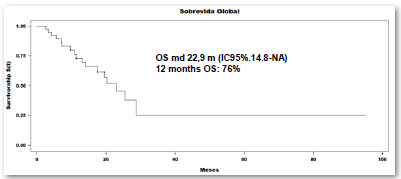 Sobrevida Global
OS md 22,9 m (IC95%.14.8-NA)
12 months OS: 76%
Survivorship S(t)
1.00
0.75
0.50
0.25
0.00
0 20 40 60 80 100
Meses